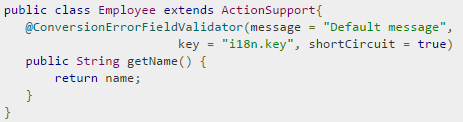 public class Employee extends ActionSupport{
@ConversionErrorFieldValidator(message = "Default message",
key = "i18n.key", shortCircuit = true)
public String getName() {
return name;
}
}